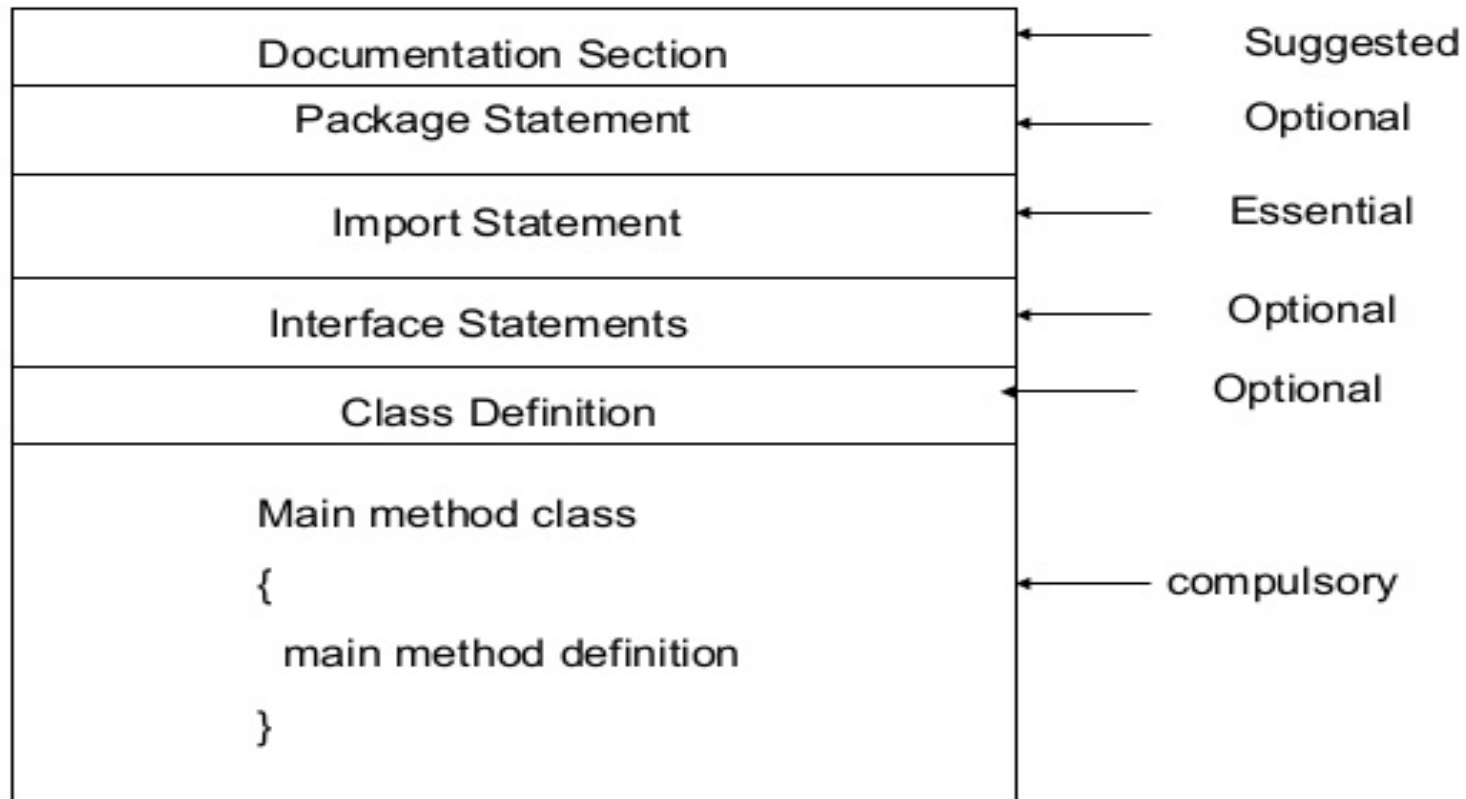 Documentation Section
Suggested
Package Statement
Optional
Import Statement
Essential
Interface Statements
Optional
Class Definition
Optional
Main method class
{
compulsory
main method definition
}